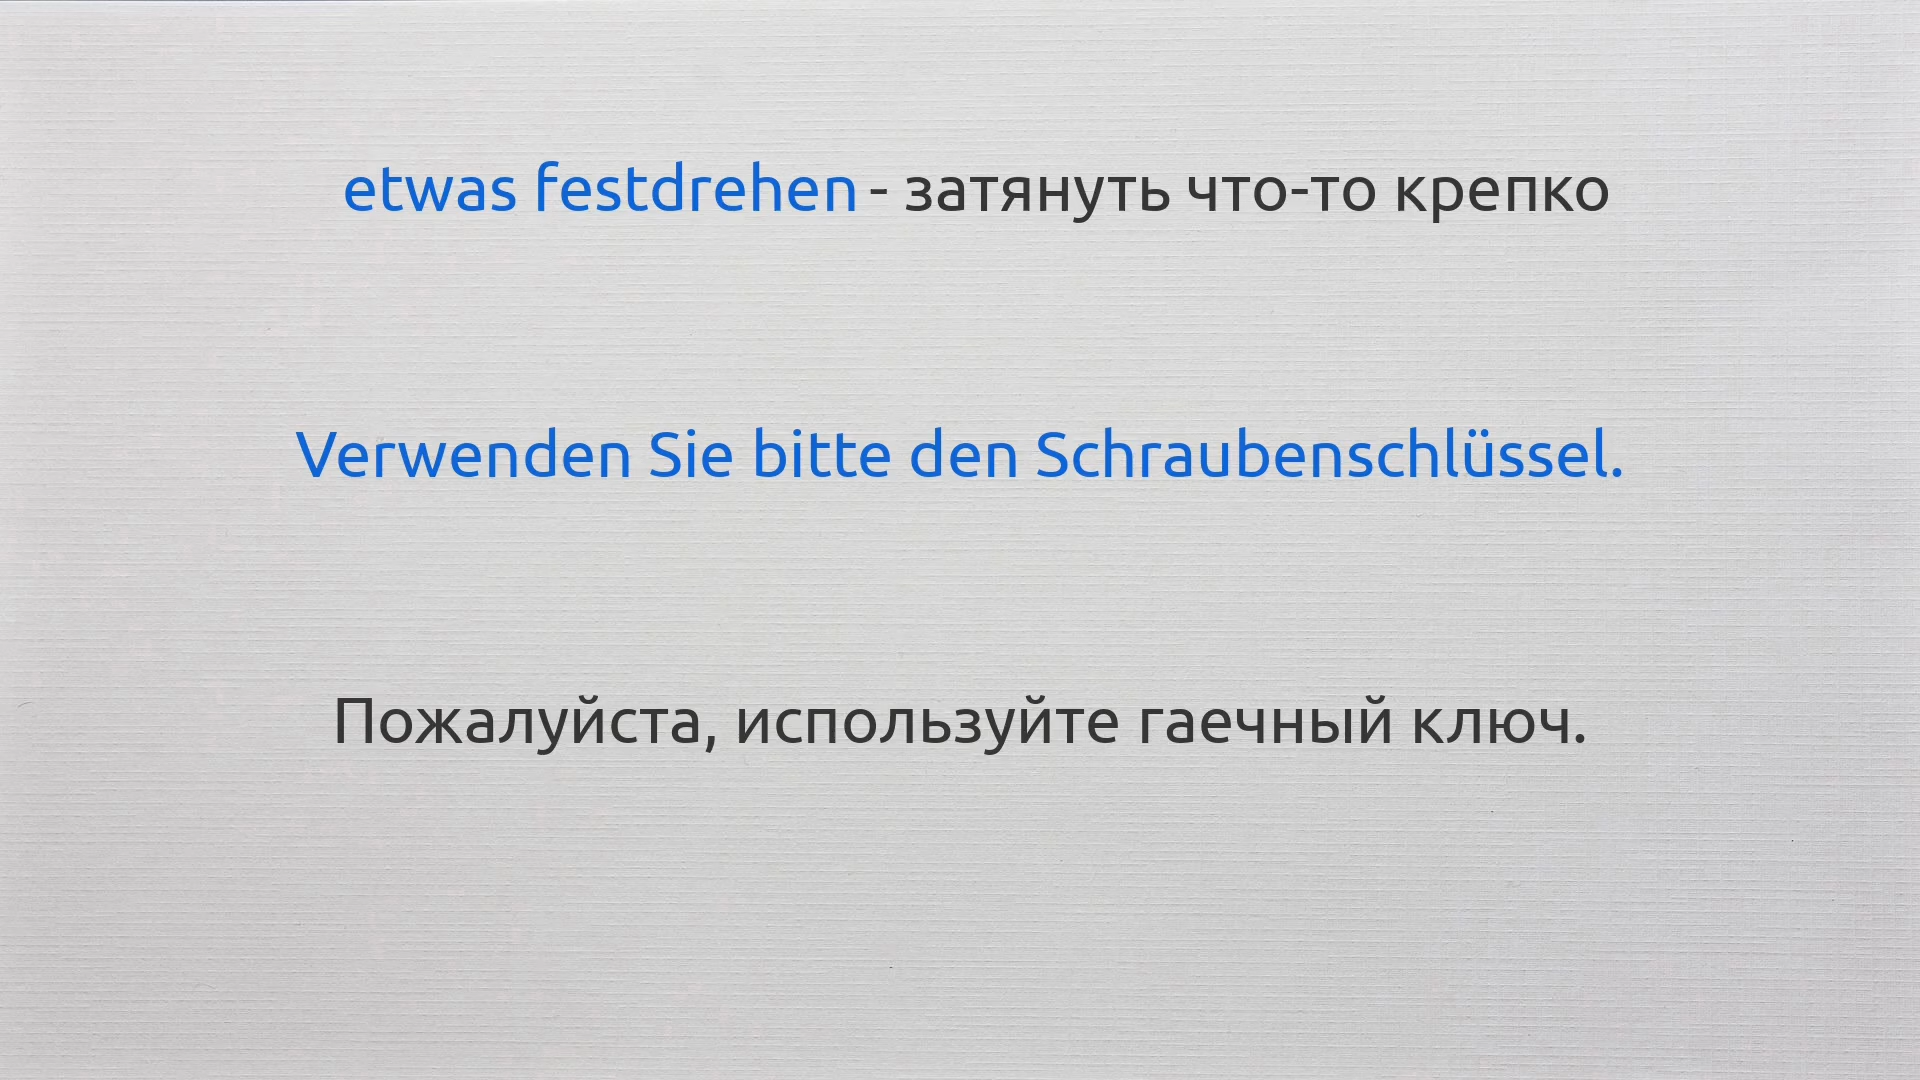 etwas festdrehen - затянуть что-то крепко
Verwenden Sie bitte den Schraubenschlüssel.
Пожалуйста, используйте гаечный ключ.